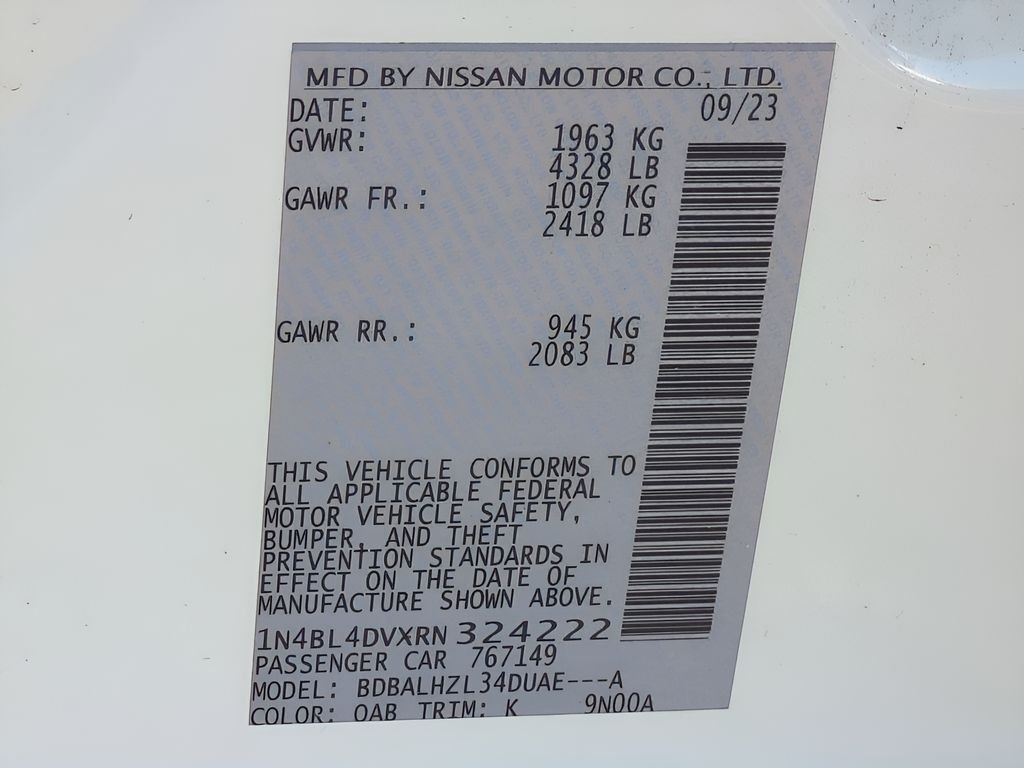 MFD BY NISSAN MOTOR CO., LTD.
DATE: 09/23
GVWR: 1963 KG
4328 LB
GAWR FR.: 1097 KG
2418 LB
GAWR RR.: 945 KG
2083 LB
THIS VEHICLE CONFORMS TO
ALL APPLICABLE FEDERAL
MOTOR VEHICLE SAFETY,
BUMPER, AND THEFT
PREVENTION STANDARDS IN
EFFECT ON THE DATE OF
MANUFACTURE SHOWN ABOVE.
1N4BL4DVXRN 324222
PASSENGER CAR 767149
MODEL: BDBALHZL34DUAE---A
COLOR: QAB TRIM: K 9N00A